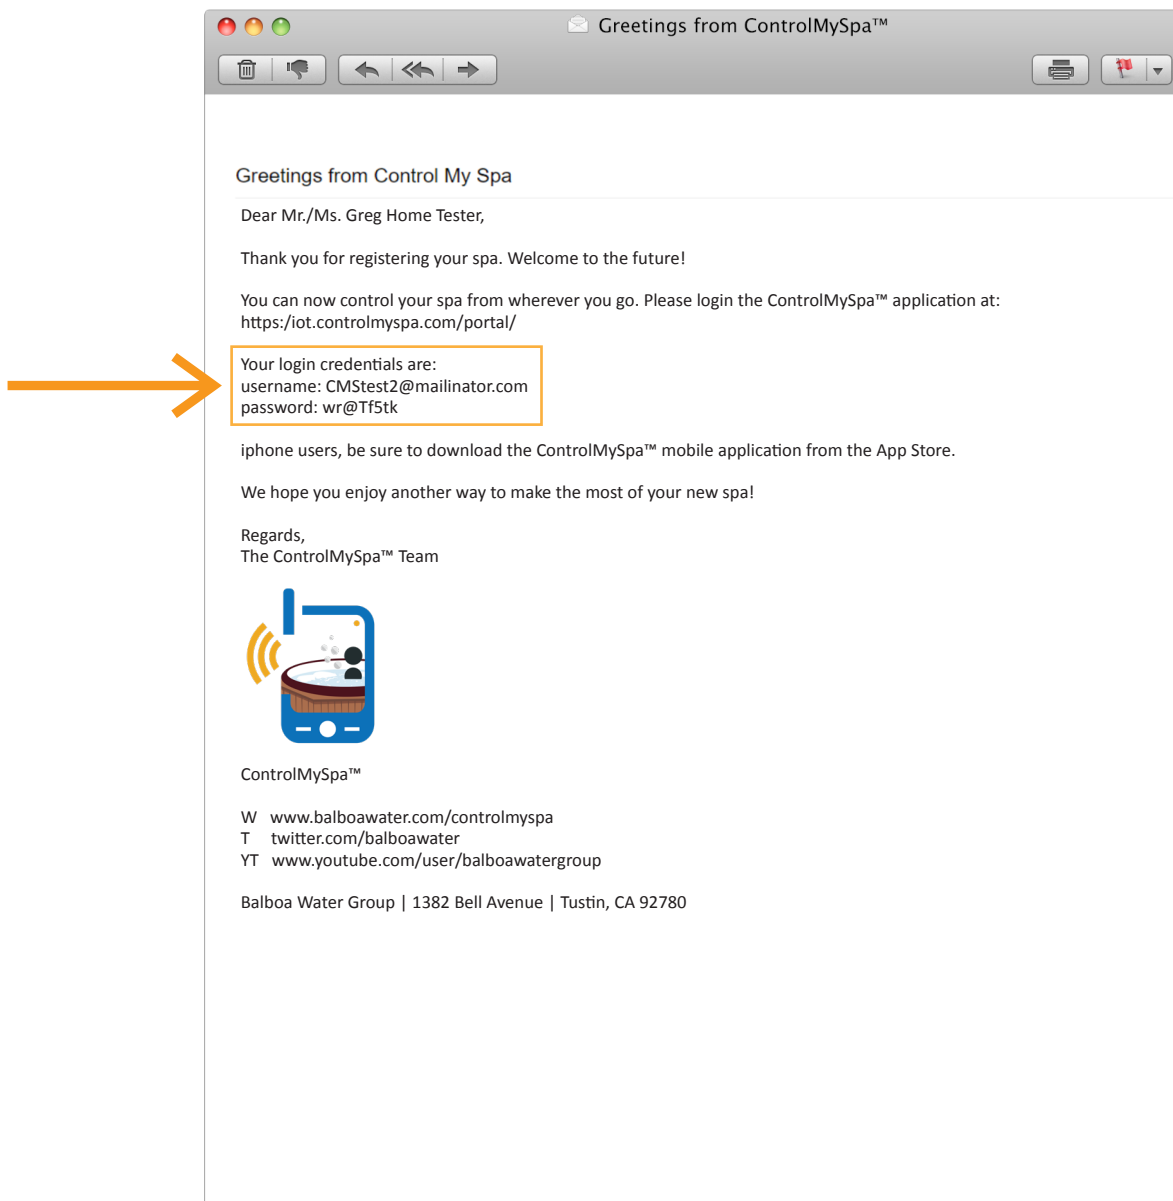 Greetings from ControlMySpa™
Greetings from Control My Spa
Dear Mr./Ms. Greg Home Tester,
Thank you for registering your spa. Welcome to the future!
You can now control your spa from wherever you go. Please login the ControlMySpa™ application at:
https:/iot.controlmyspa.com/portal/
Your login credentials are:
username: CMStest2@mailinator.com
password: wr@Tf5tk
iphone users, be sure to download the ControlMySpa™ mobile application from the App Store.
We hope you enjoy another way to make the most of your new spa!
Regards,
The ControlMySpa™ Team
ControlMySpa™
W www.balboawater.com/controlmyspa
T twitter.com/balboawater
YT www.youtube.com/user/balboawatergroup
Balboa Water Group | 1382 Bell Avenue | Tustin, CA 92780